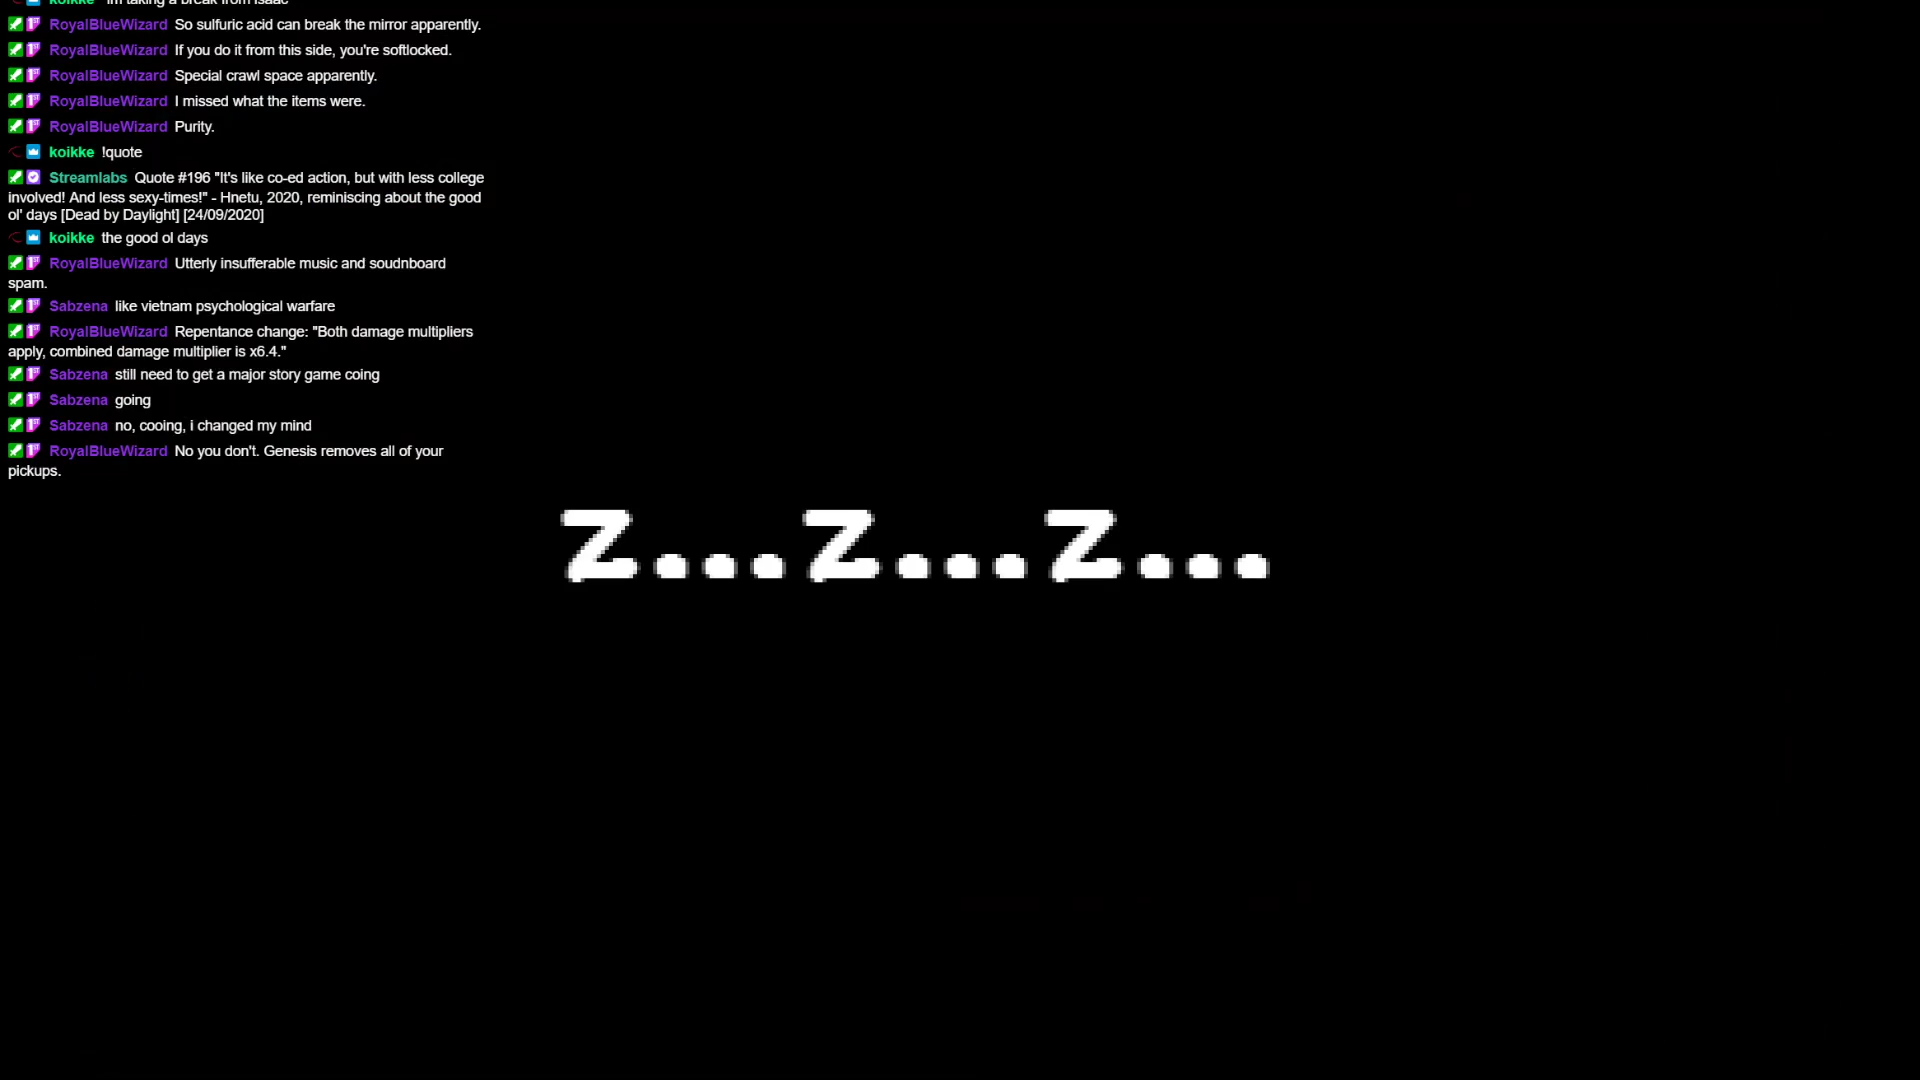 koikke im taking a break from isaac
RoyalBlueWizard So sulfuric acid can break the mirror apparently.
RoyalBlueWizard If you do it from this side, you're softlocked.
RoyalBlueWizard Special crawl space apparently.
RoyalBlueWizard I missed what the items were.
RoyalBlueWizard Purity.
koikke !quote
Streamlabs Quote #196 "It's like co-ed action, but with less college
involved! And less sexy-times!" - Hnetu, 2020, reminiscing about the good
ol' days [Dead by Daylight] [24/09/2020]
koikke the good ol days
RoyalBlueWizard Utterly insufferable music and soudnboard
spam.
Sabzena like vietnam psychological warfare
RoyalBlueWizard Repentance change: "Both damage multipliers
apply, combined damage multiplier is x6.4."
Sabzena still need to get a major story game coing
Sabzena going
Sabzena no, cooing, i changed my mind
RoyalBlueWizard No you don't. Genesis removes all of your
pickups.
z...z...z...